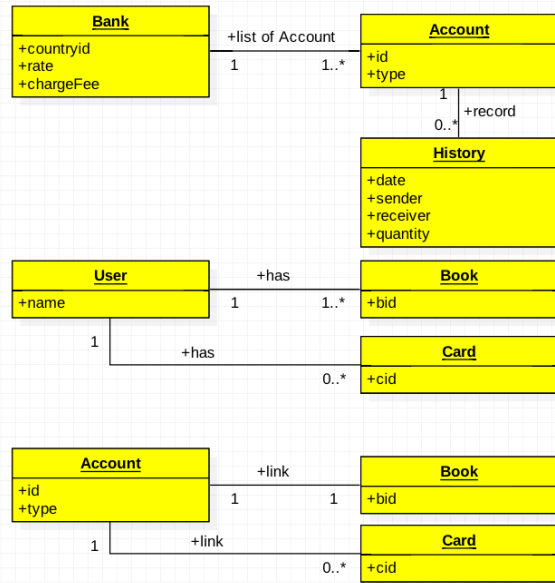 Bank
+countryid
+rate
+chargeFee
+list of Account
1
1..*
Account
+id
+type
1
+record
0..*
History
+date
+sender
+receiver
+quantity
User
+name
+has
1
1..*
Book
+bid
1
+has
0..*
Card
+cid
Account
+id
+type
+link
1
1
Book
+bid
1
+link
0..*
Card
+cid